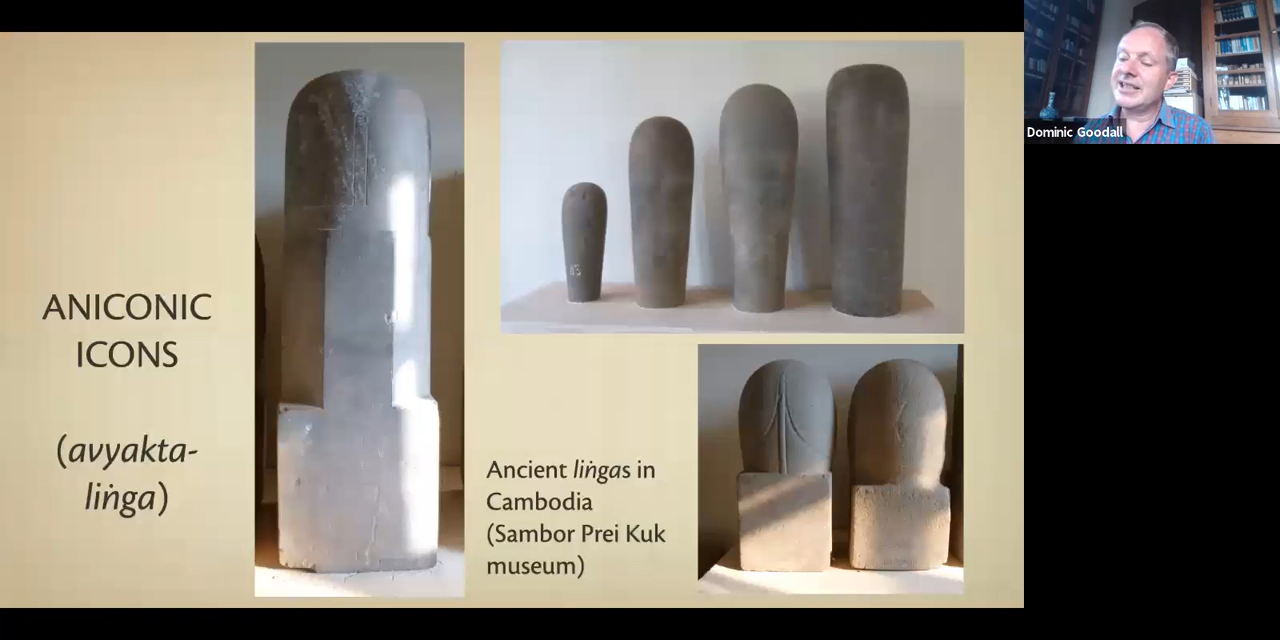 ANICONIC
ICONS
(avyakta-
liṅga)
Ancient liṅgas in
Cambodia
(Sambor Prei Kuk
museum)
Dominic Goodall